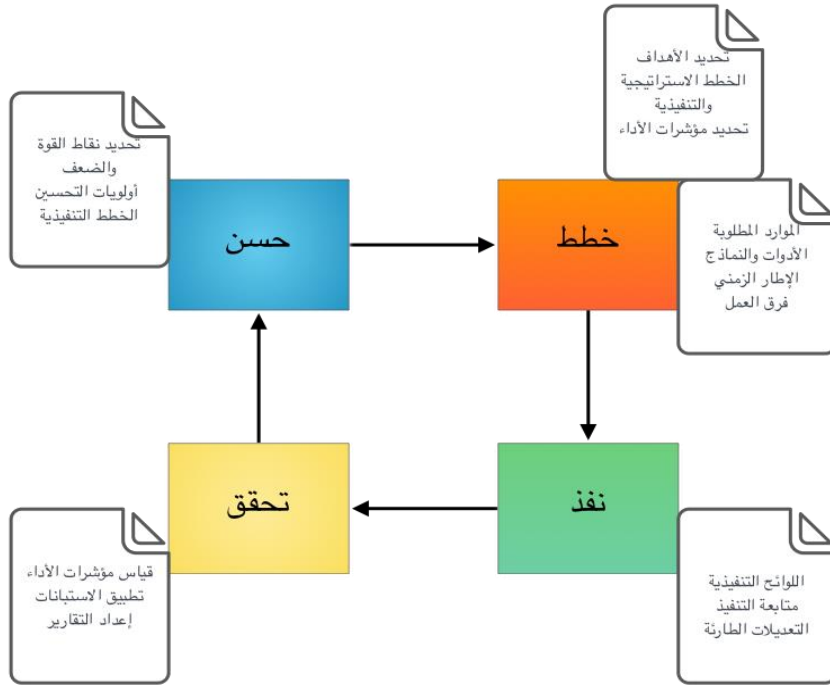 تحديد الأهداف
الخطط الاستراتيجية
والتنفيذية
تحديد مؤشرات الأداء
خطط
الموارد المطلوبة
الأدوات والنماذج
الإطار الزمني
فرق العمل
حسن
تحديد نقاط القوة
والضعف
أولويات التحسين
الخطط التنفيذية
نفذ
اللوائح التنفيذية
متابعة التنفيذ
التعديلات الطارئة
تحقق
قياس مؤشرات الأداء
تطبيق الاستبانات
إعداد التقارير